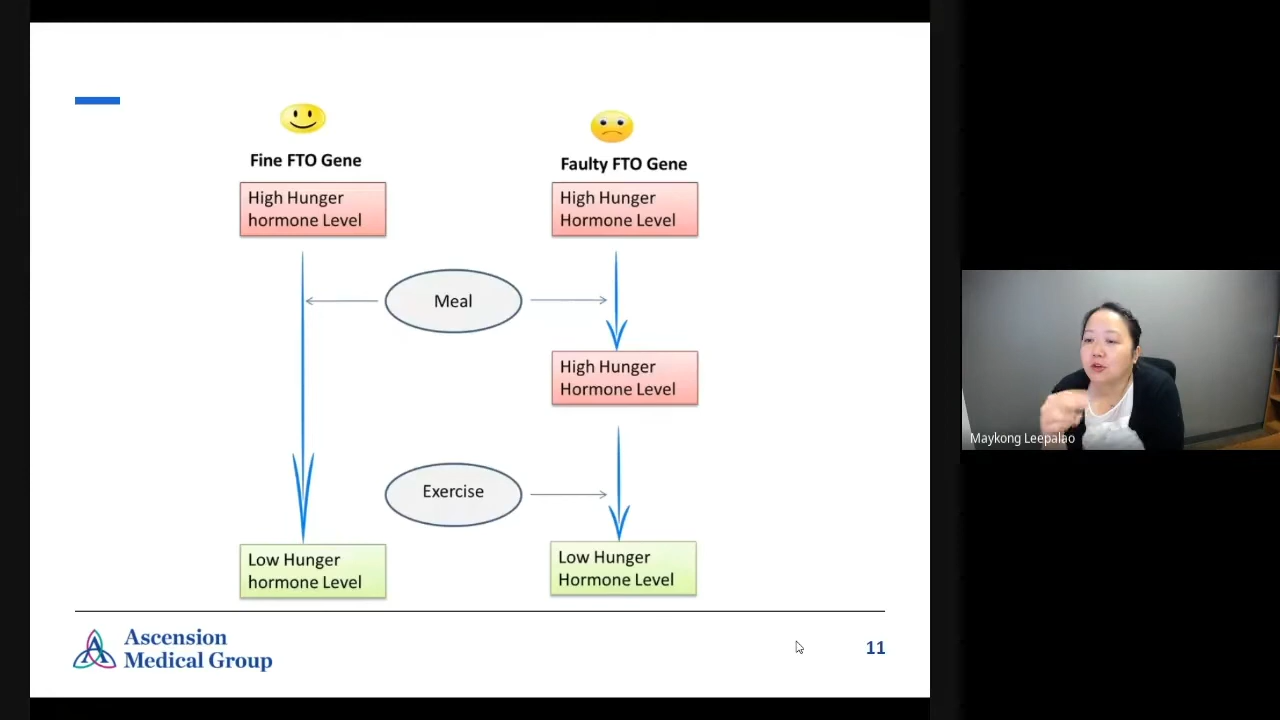 Fine FTO Gene
High Hunger
hormone Level
Faulty FTO Gene
High Hunger
Hormone Level
Meal
High Hunger
Hormone Level
Exercise
Low Hunger
hormone Level
Low Hunger
Hormone Level
Ascension
Medical Group
11
Maykong Leepalao